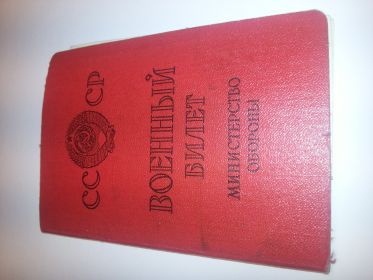 СССР
ВОЕННЫЙ
БИЛЕТ
МИНИСТЕРСТВО
ОБОРОНЫ